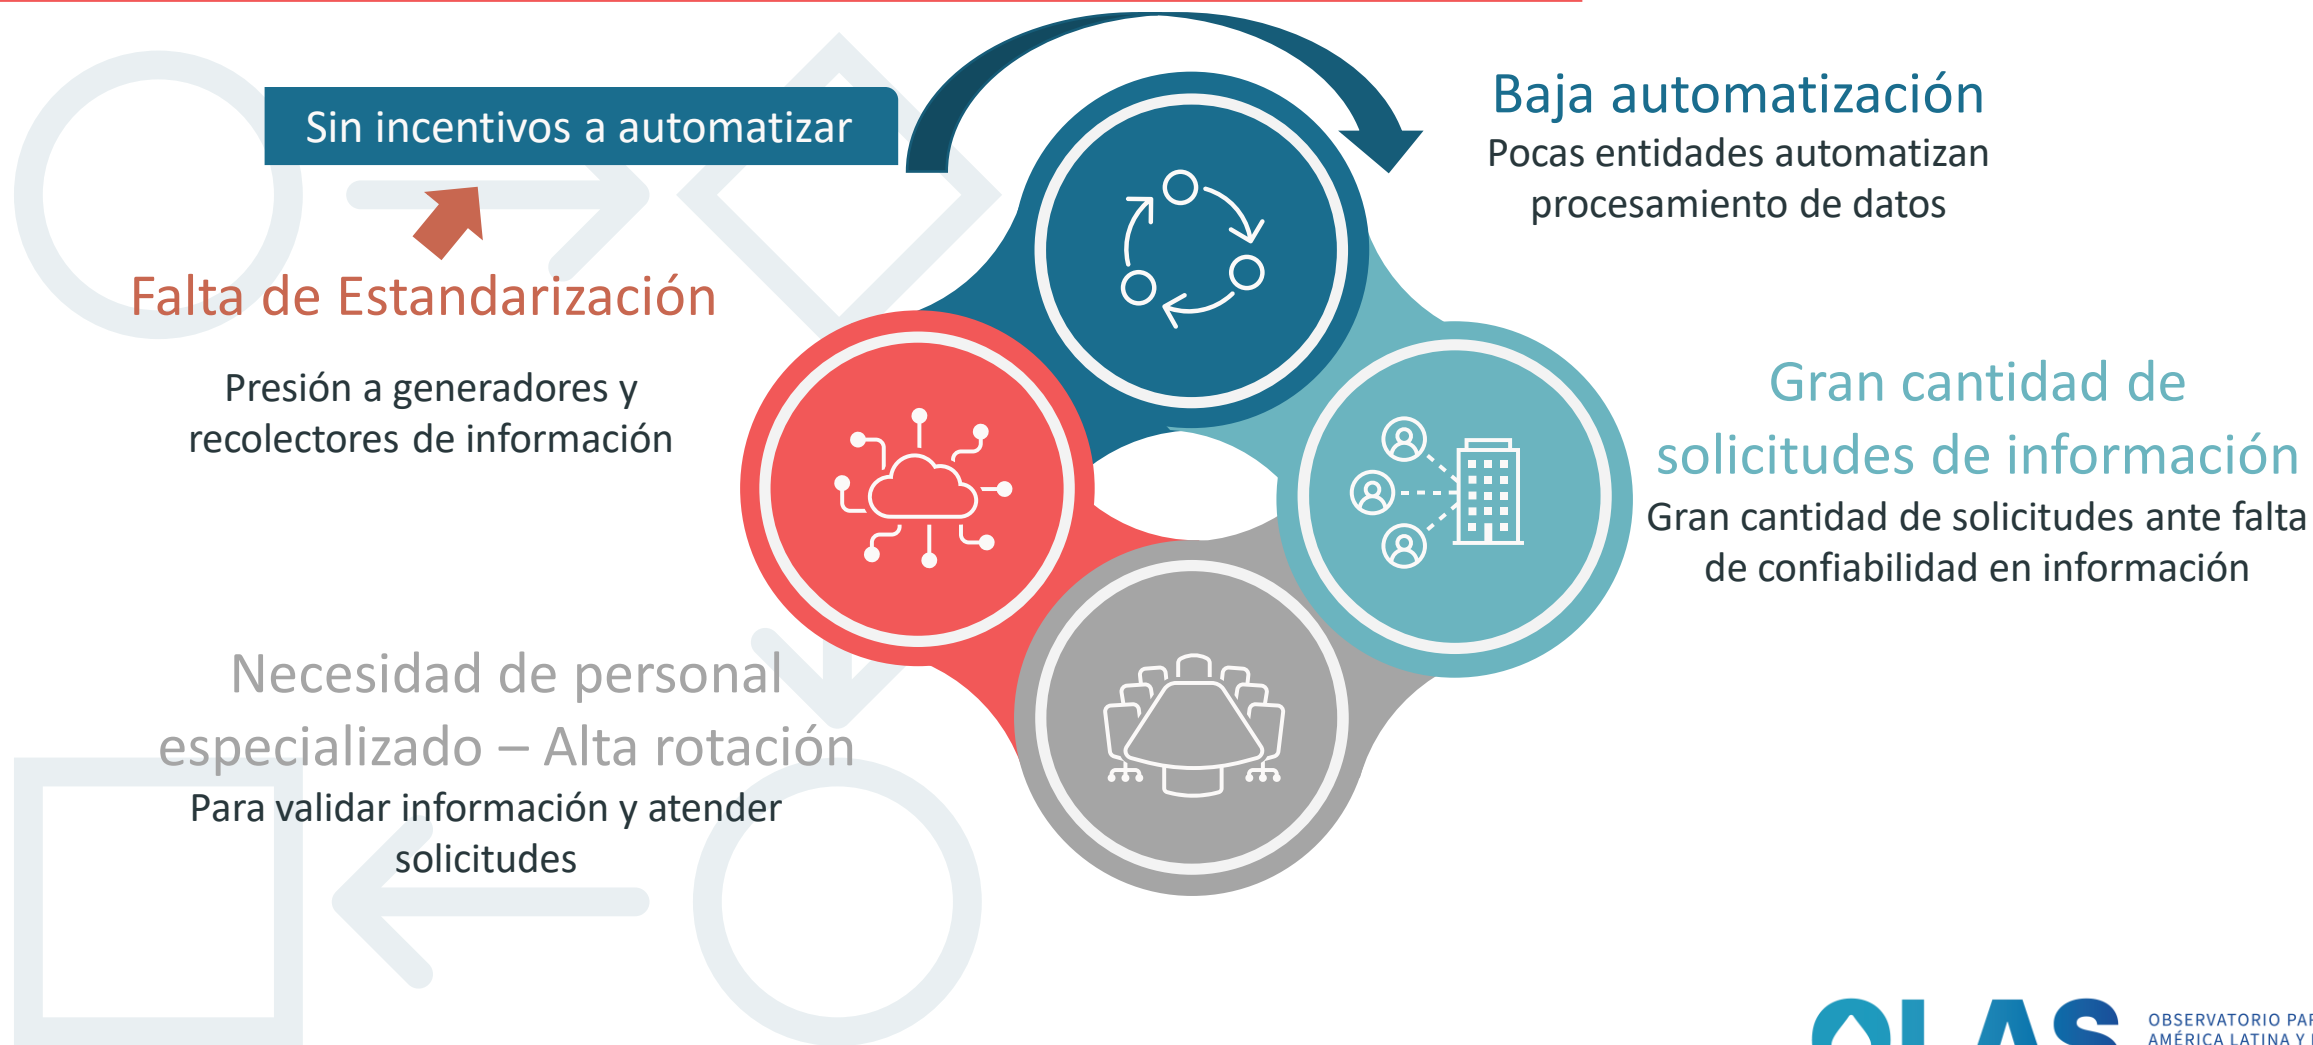 Sin incentivos a automatizar
Baja automatización
Pocas entidades automatizan
procesamiento de datos
Falta de Estandarización
Presión a generadores y
recolectores de información
Gran cantidad de
solicitudes de información
Gran cantidad de solicitudes ante falta
de confiabilidad en información
Necesidad de personal
especializado – Alta rotación
Para validar información y atender
solicitudes
OLAS
OBSERVATORIO
AMÉRICA LATINA Y